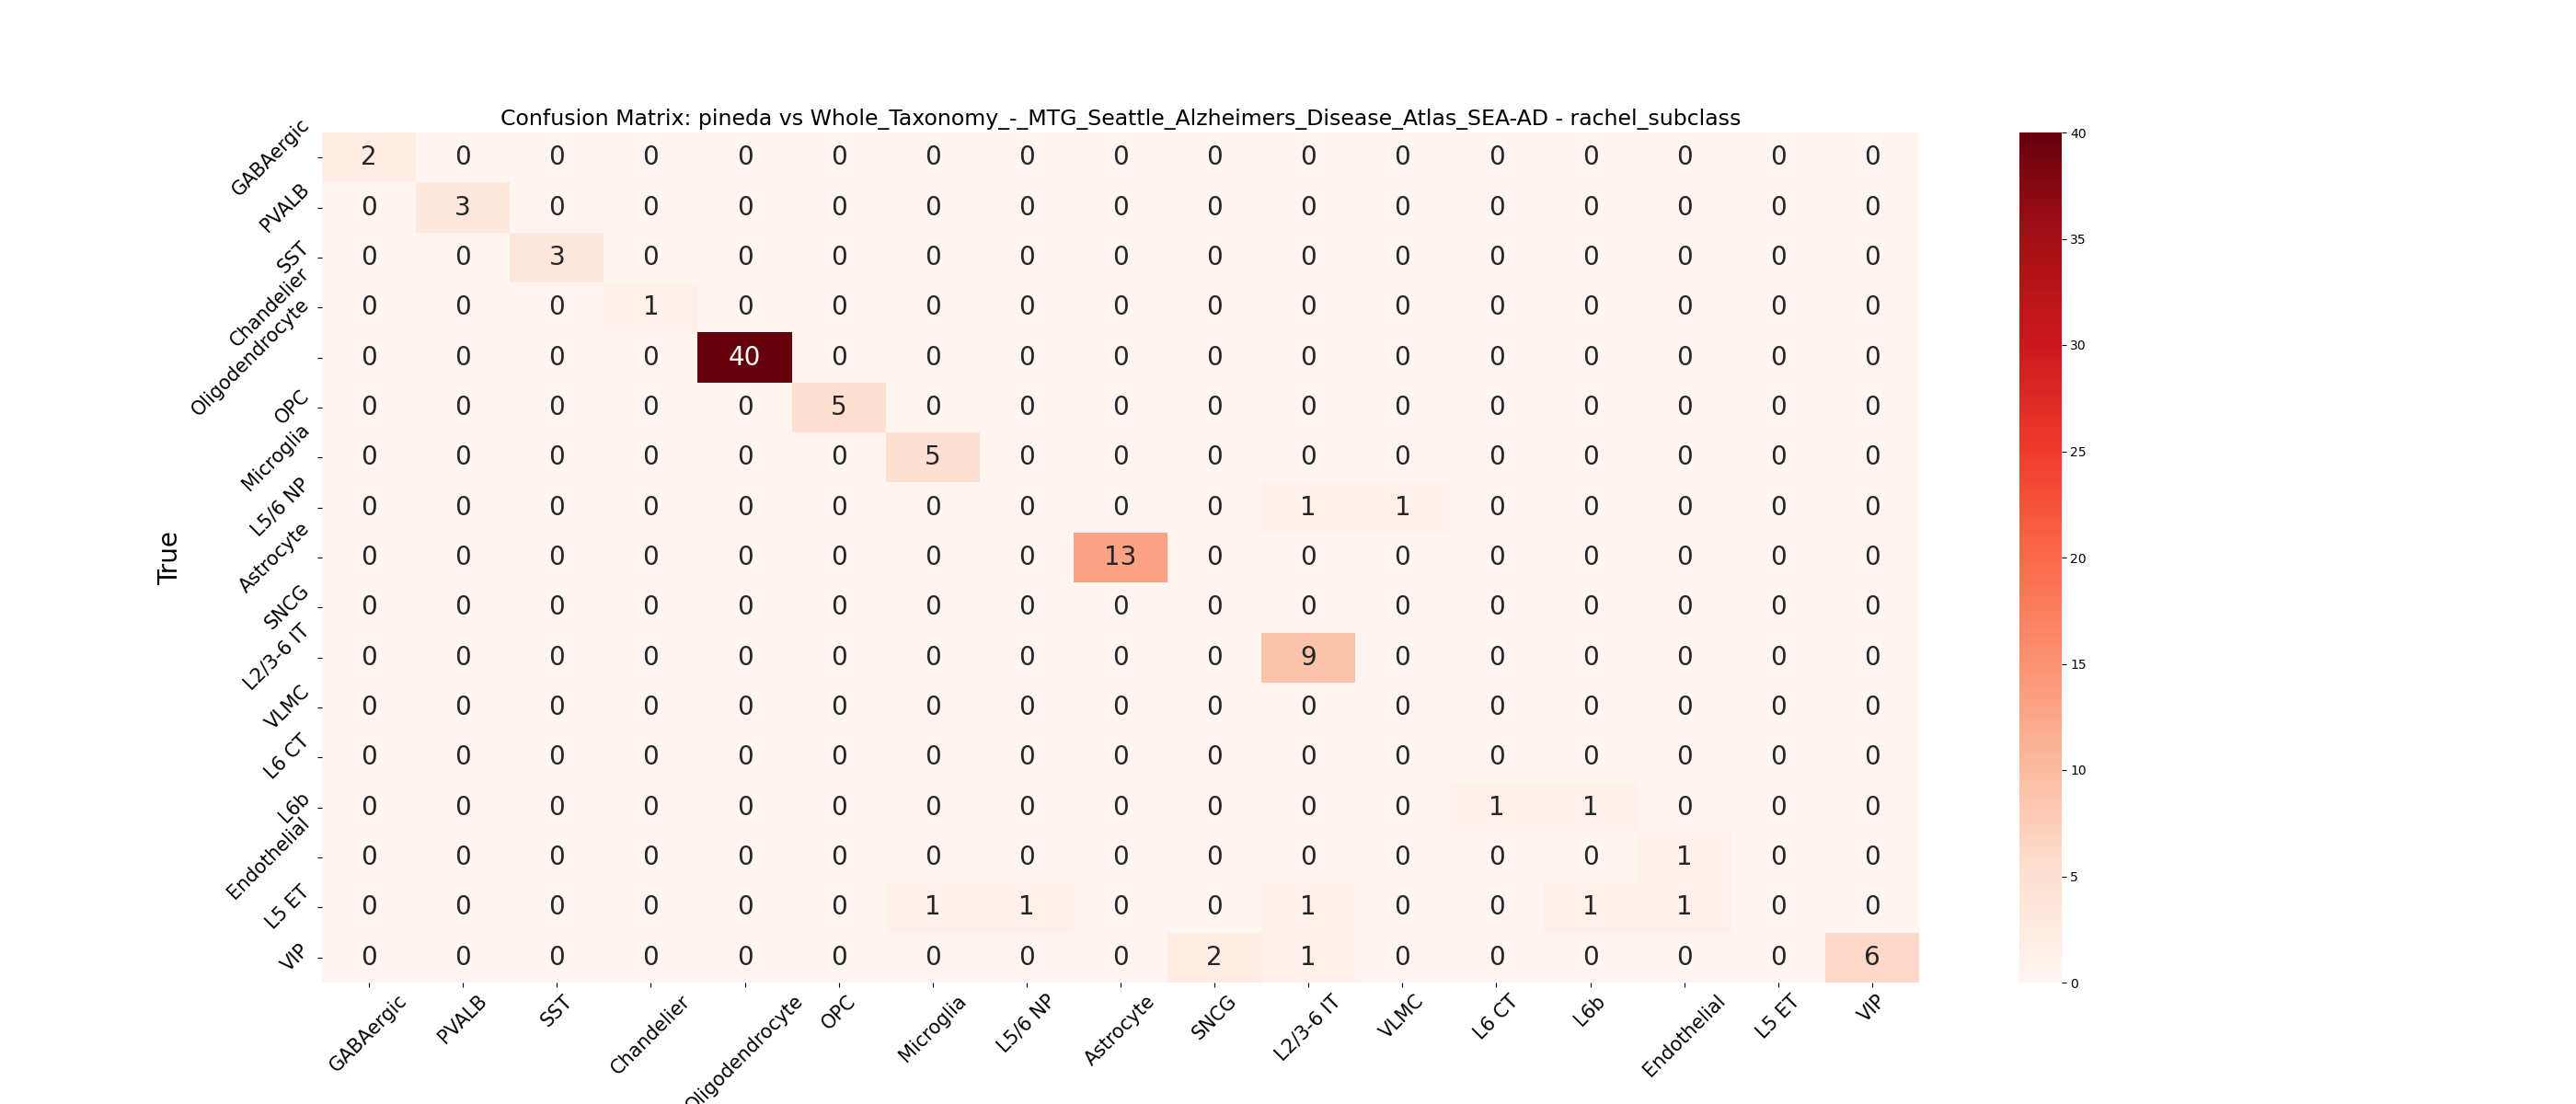 Confusion Matrix: pineda vs Whole_Taxonomy_-_MTG_Seattle_Alzheimers_Disease_Atlas_SEA-AD - rachel_subclass
True
GABAergic 2 0 0 0 0 0 0 0 0 0 0 0 0 0 0 0 0
PVALB 0 3 0 0 0 0 0 0 0 0 0 0 0 0 0 0 0
SST 0 0 3 0 0 0 0 0 0 0 0 0 0 0 0 0 0
Chandelier 0 0 0 1 0 0 0 0 0 0 0 0 0 0 0 0 0
Oligodendrocyte 0 0 0 0 40 0 0 0 0 0 0 0 0 0 0 0 0
OPC 0 0 0 0 0 5 0 0 0 0 0 0 0 0 0 0 0
Microglia 0 0 0 0 0 0 5 0 0 0 0 0 0 0 0 0 0
L5/6 NP 0 0 0 0 0 0 0 0 0 0 1 1 0 0 0 0 0
Astrocyte 0 0 0 0 0 0 0 0 13 0 0 0 0 0 0 0 0
SNCG 0 0 0 0 0 0 0 0 0 0 0 0 0 0 0 0 0
L2/3-6 IT 0 0 0 0 0 0 0 0 0 0 9 0 0 0 0 0 0
VLMC 0 0 0 0 0 0 0 0 0 0 0 0 0 0 0 0 0
L6 CT 0 0 0 0 0 0 0 0 0 0 0 0 0 0 0 0 0
L6b 0 0 0 0 0 0 0 0 0 0 0 0 1 1 0 0 0
Endothelial 0 0 0 0 0 0 0 0 0 0 0 0 0 0 1 0 0
L5 ET 0 0 0 0 0 0 1 1 0 0 1 0 0 1 1 0 0
VIP 0 0 0 0 0 0 0 0 0 2 1 0 0 0 0 0 6
GABAergic PVALB SST Chandelier Oligodendrocyte OPC Microglia L5/6 NP Astrocyte SNCG L2/3-6 IT VLMC L6 CT L6b Endothelial L5 ET VIP
40
35
30
25
20
15
10
5
0